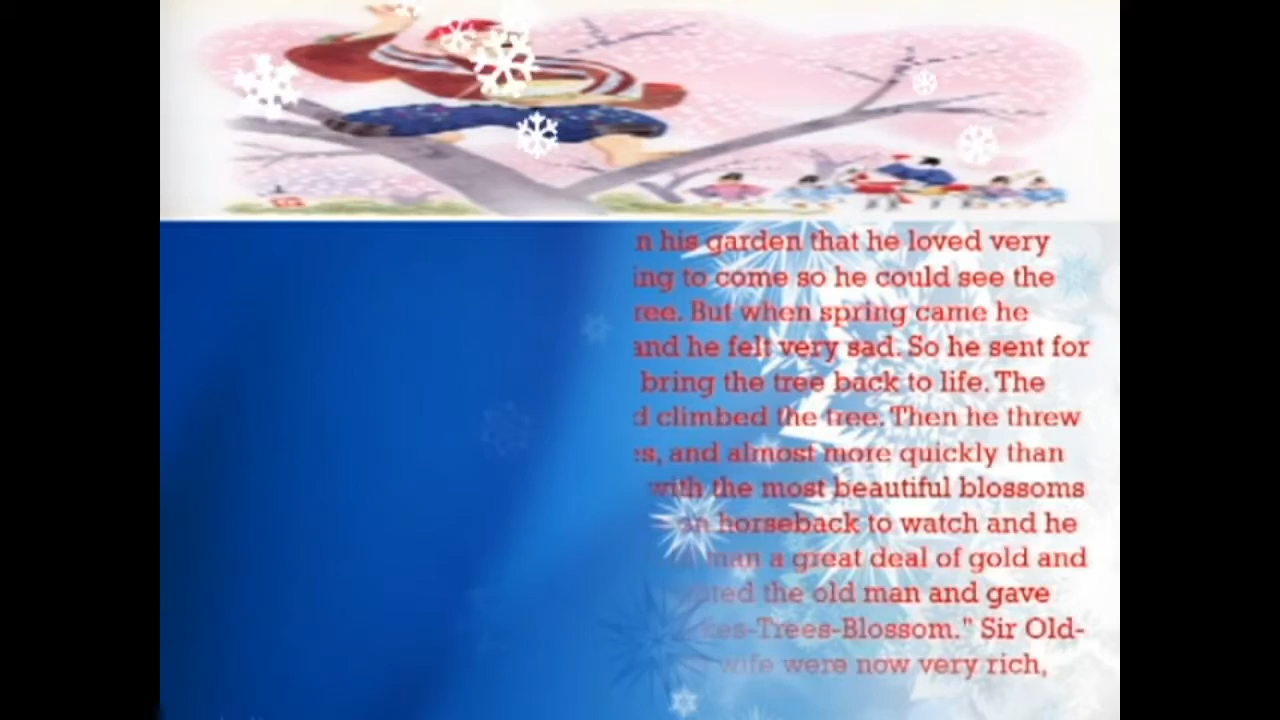 n his garden that he loved very
ing to come so he could see the
ree. But when spring came he
and he felt very sad. So he sent for
bring the tree back to life. The
d climbed the tree. Then he threw
es, and almost more quickly than
with the most beautiful blossoms
on horseback to watch and he
man a great deal of gold and
ted the old man and gave
kes-Trees-Blossom." Sir Old-
wife were now very rich,